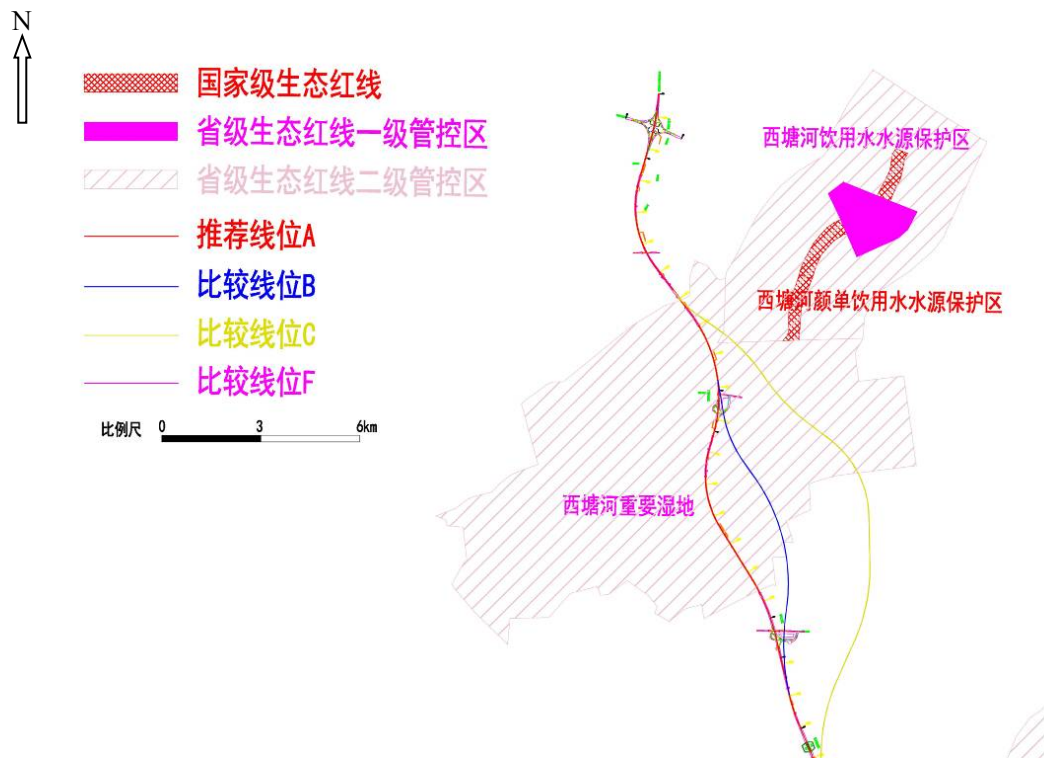 N
国家级生态红线
省级生态红线一级管控区
省级生态红线二级管控区
推荐线位A
比较线位B
比较线位C
比较线位F
比例尺 0 3 6km
西塘河饮用水水源保护区
西塘河颜单饮用水水源保护区
西塘河重要湿地